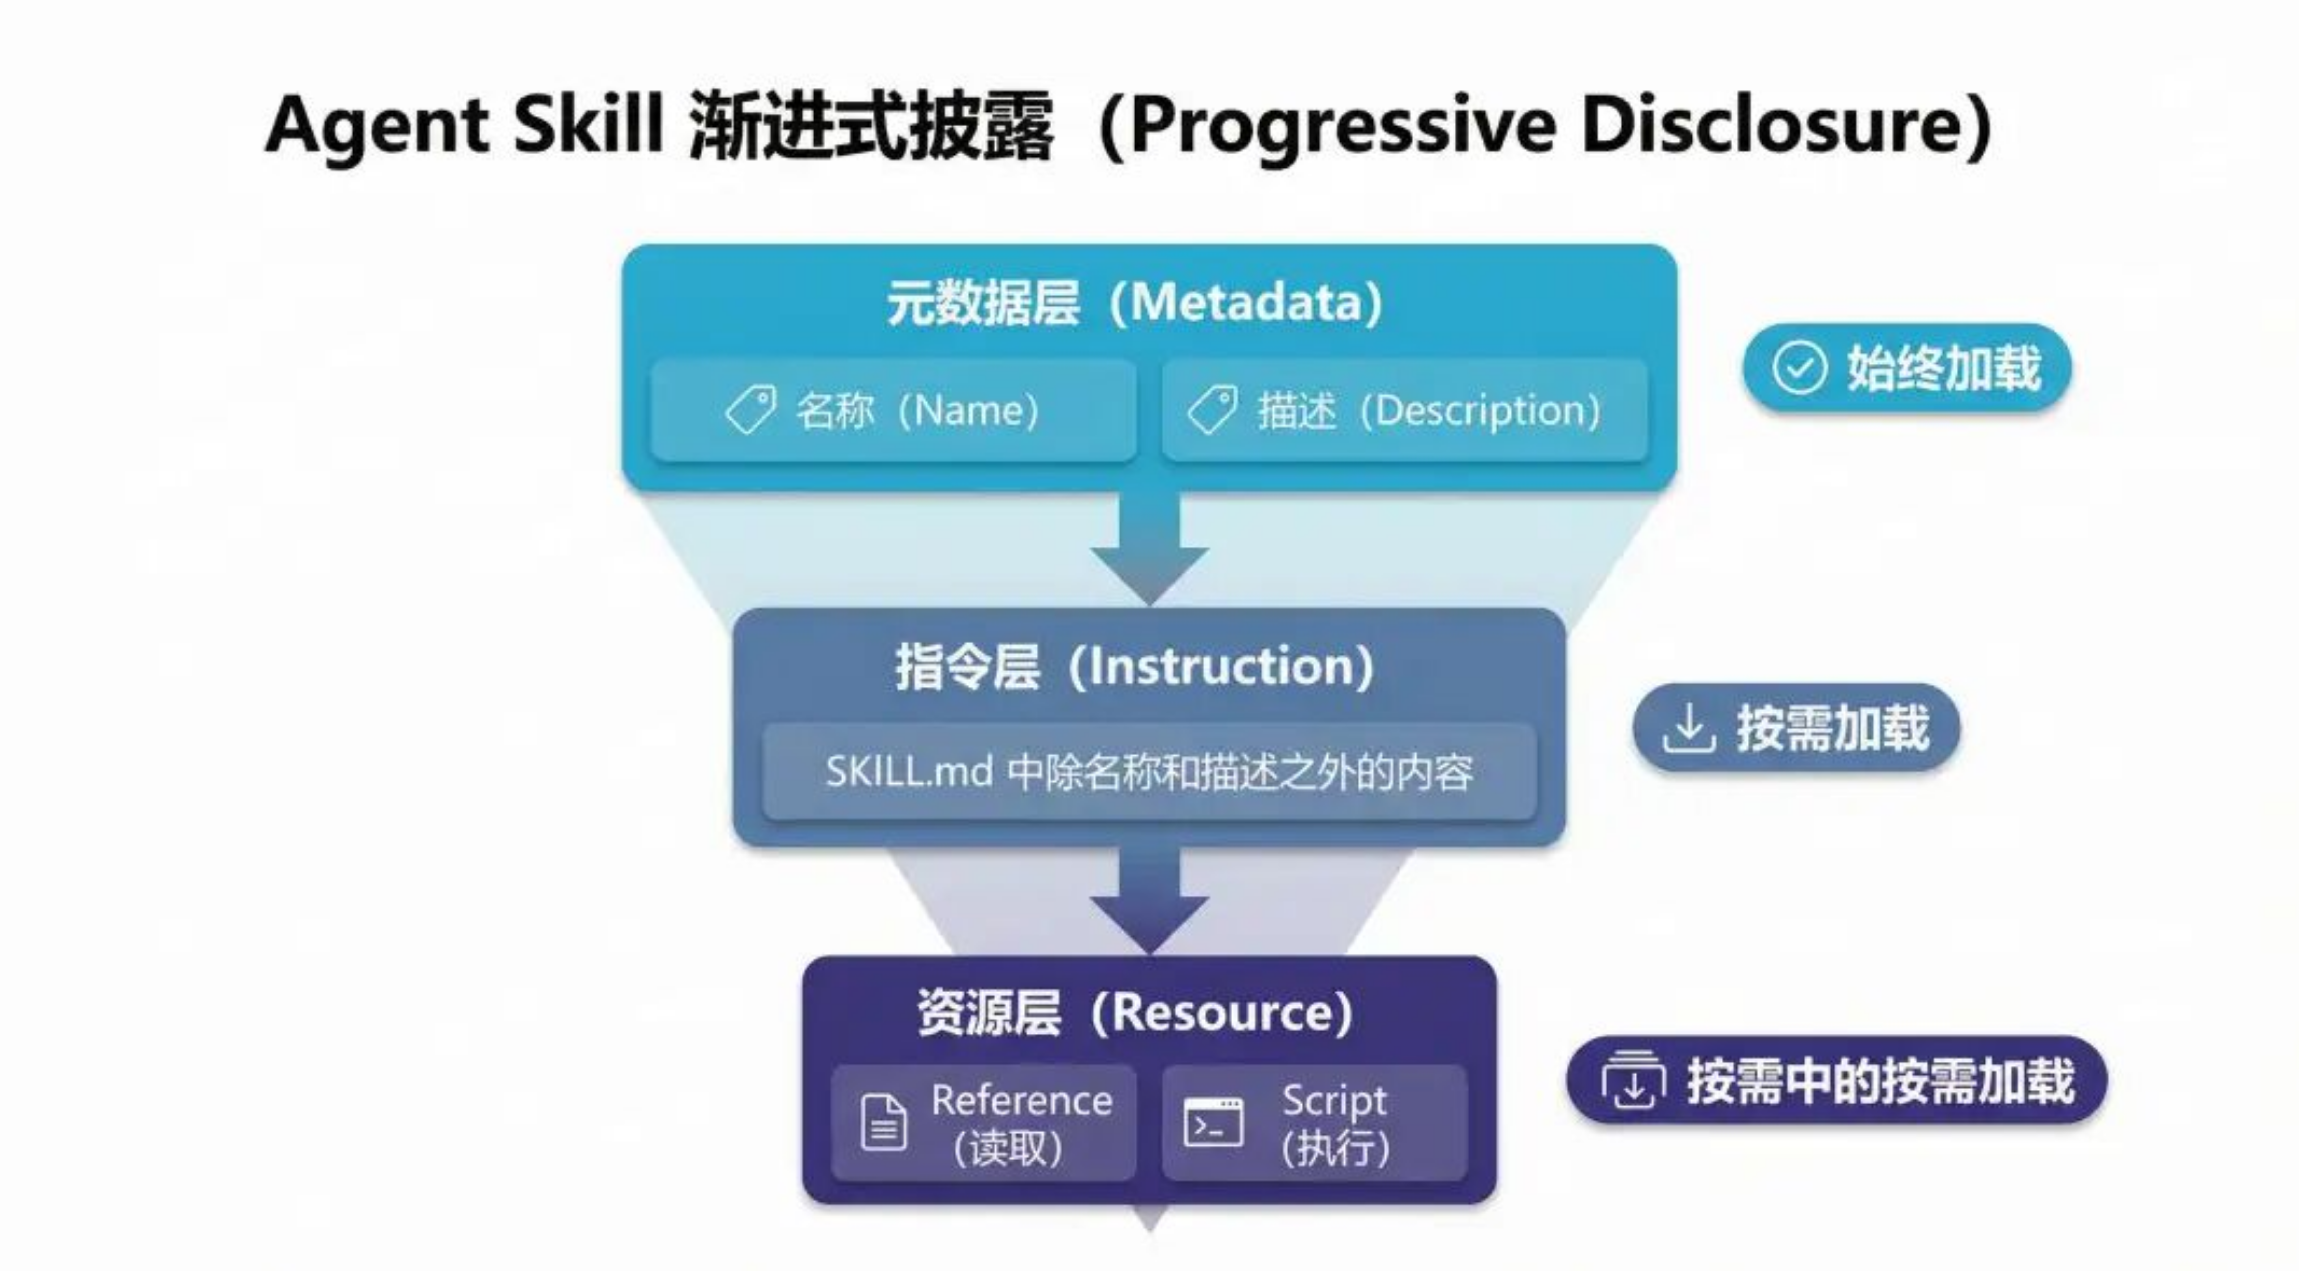 Agent Skill 渐进式披露（Progressive Disclosure）
元数据层（Metadata）
名称（Name）
描述（Description）
始终加载
指令层（Instruction）
SKILL.md 中除名称和描述之外的内容
按需加载
资源层（Resource）
Reference
（读取）
Script
（执行）
按需中的按需加载